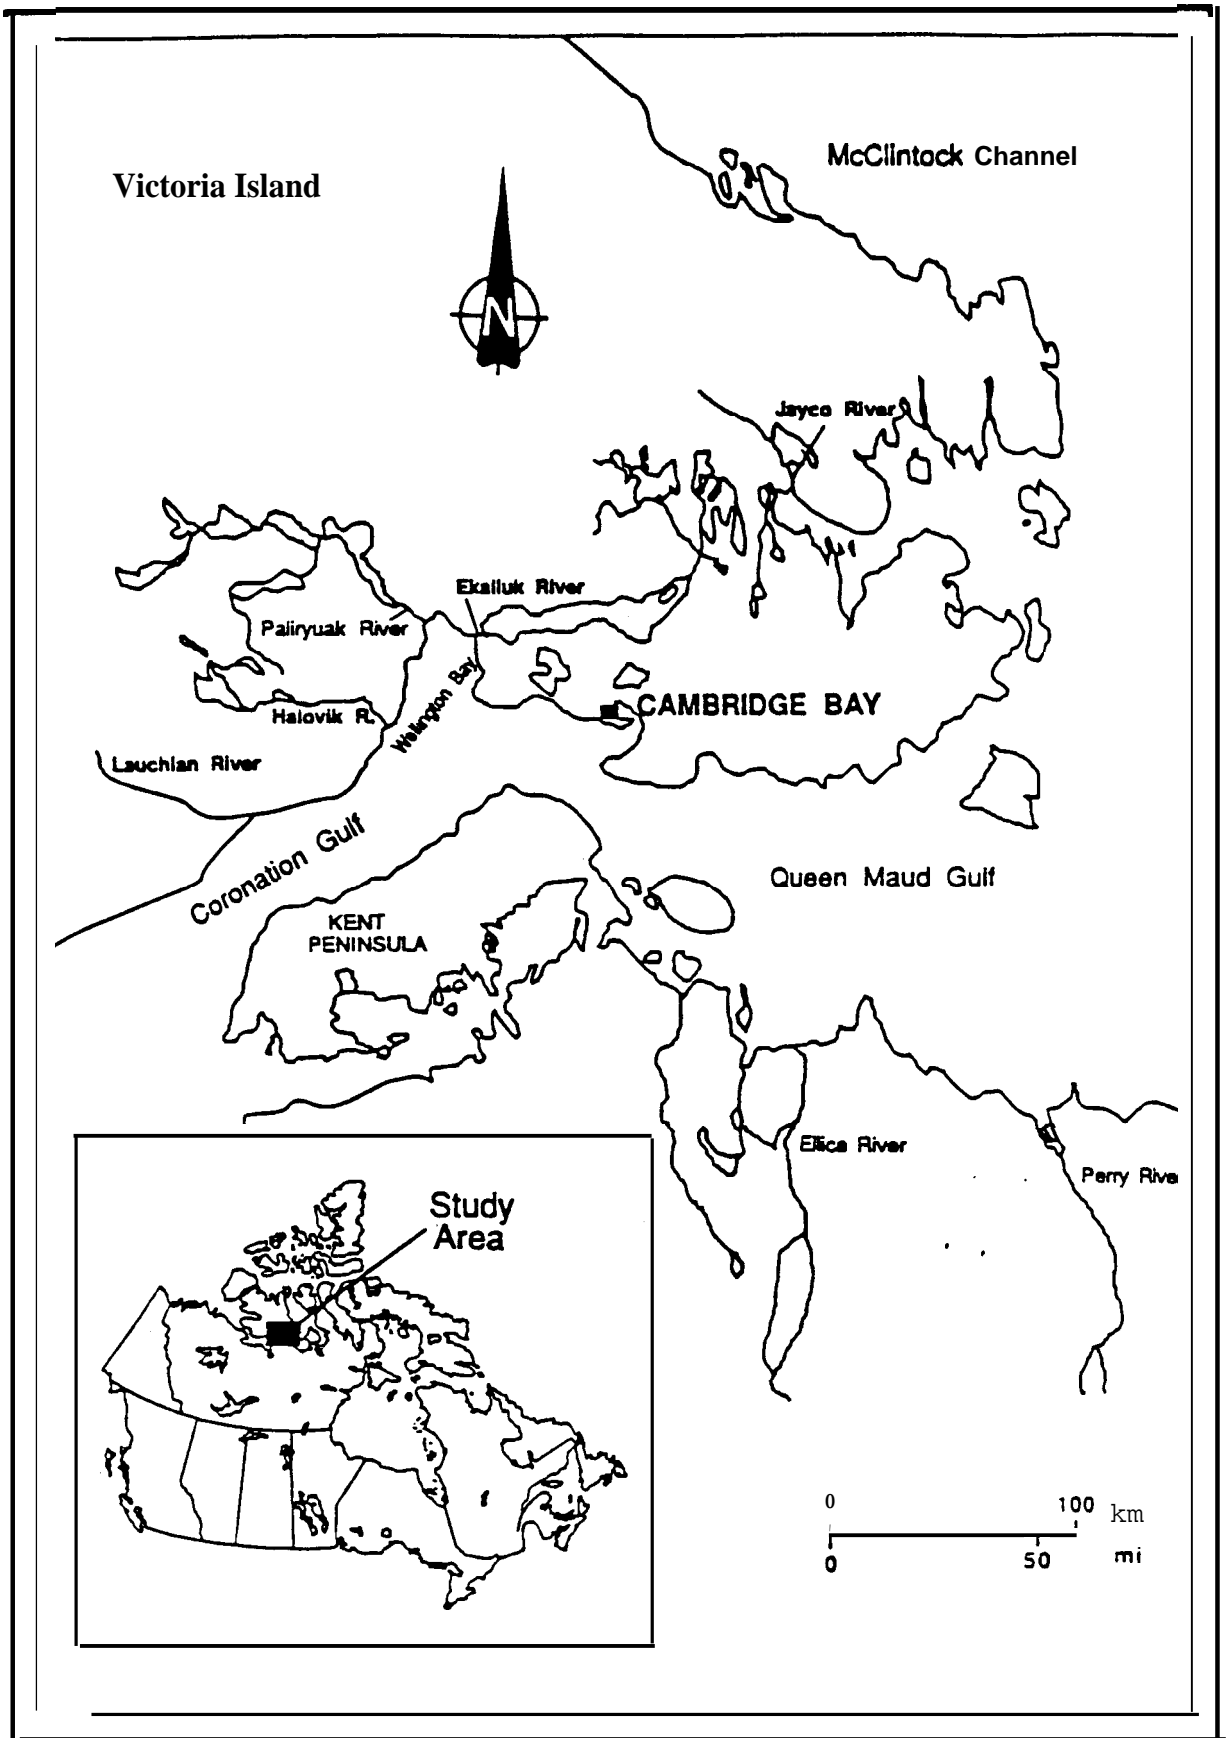 McClintock Channel
Victoria Island
N
Jayco River
Ekalluk River
Paliryuak River
Wellington Bay
CAMBRIDGE BAY
Halovik R.
Lauchlan River
Coronation Gulf
Queen Maud Gulf
KENT
PENINSULA
Ellice River
Perry Rive
Study
Area
0 100 km
0 50 mi